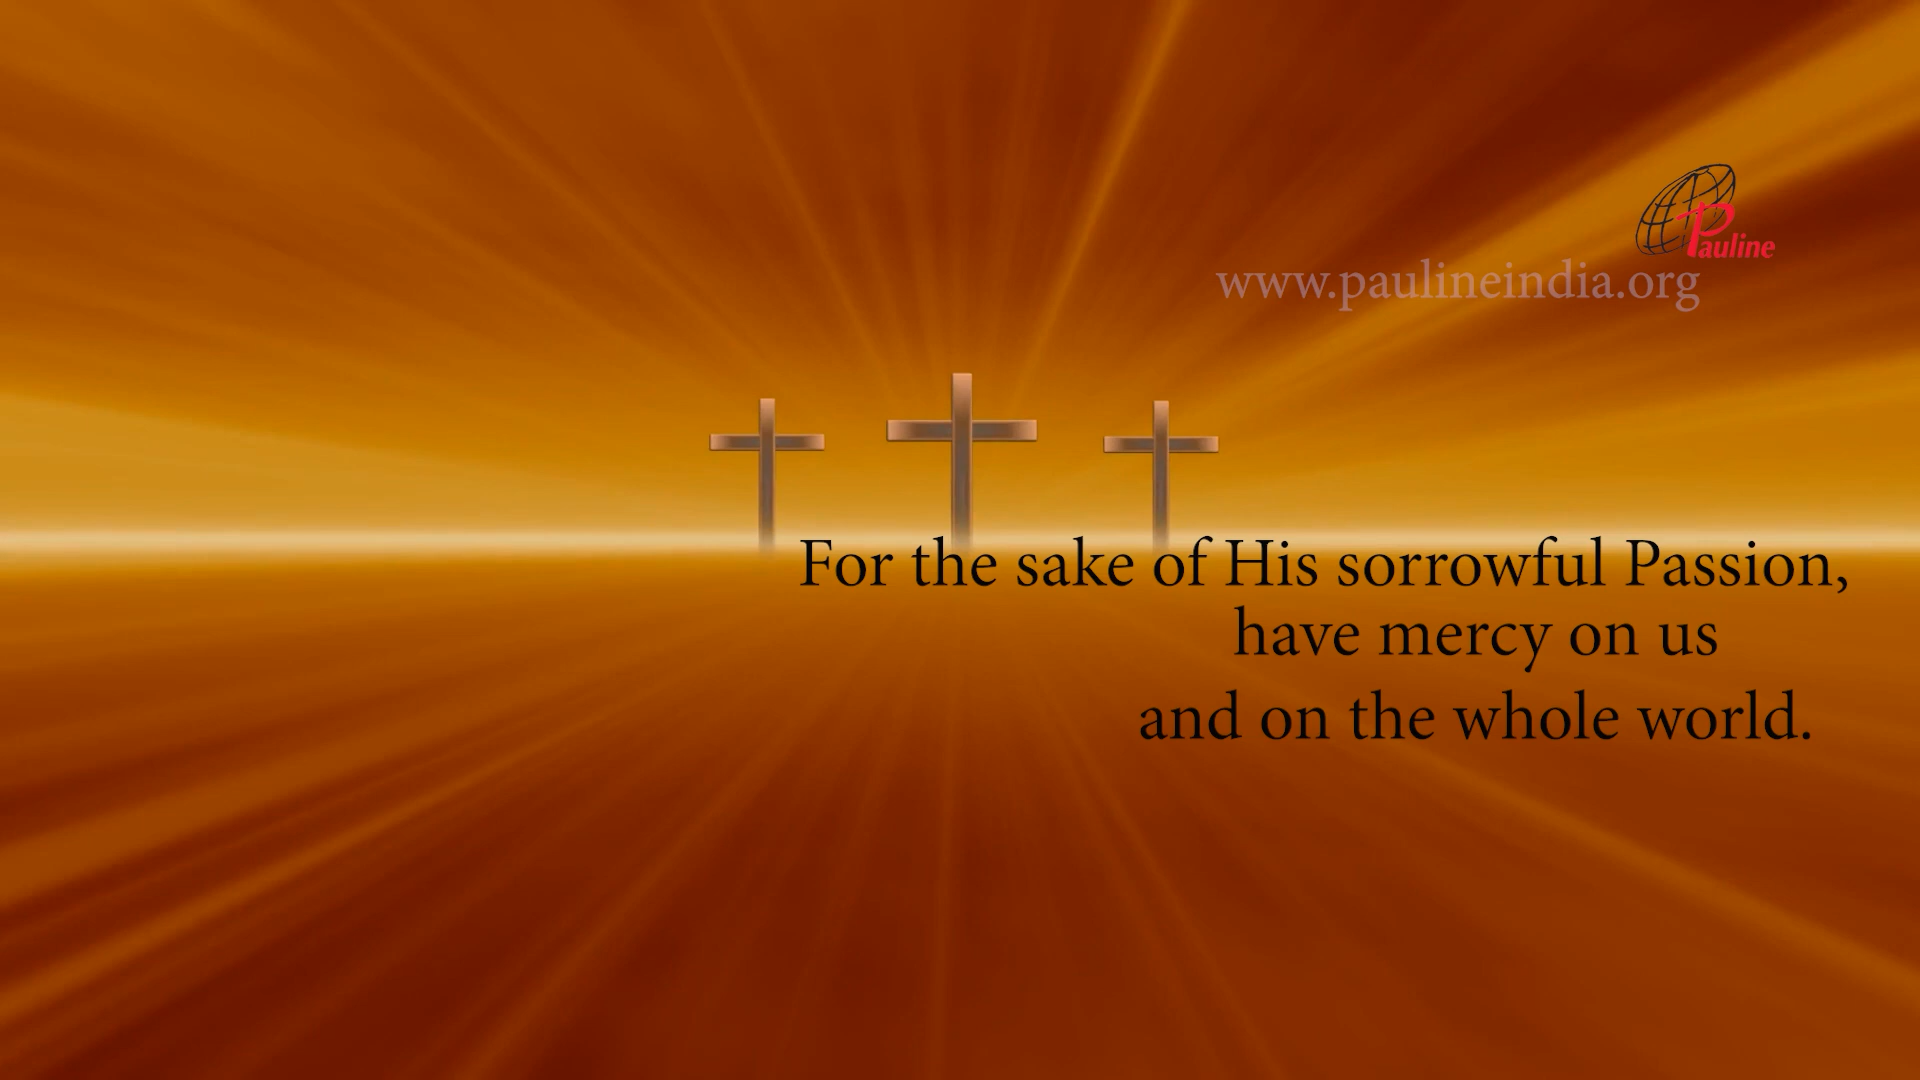 Pauline
www.paulineindia.org
For the sake of His sorrowful Passion,
have mercy on us
and on the whole world.